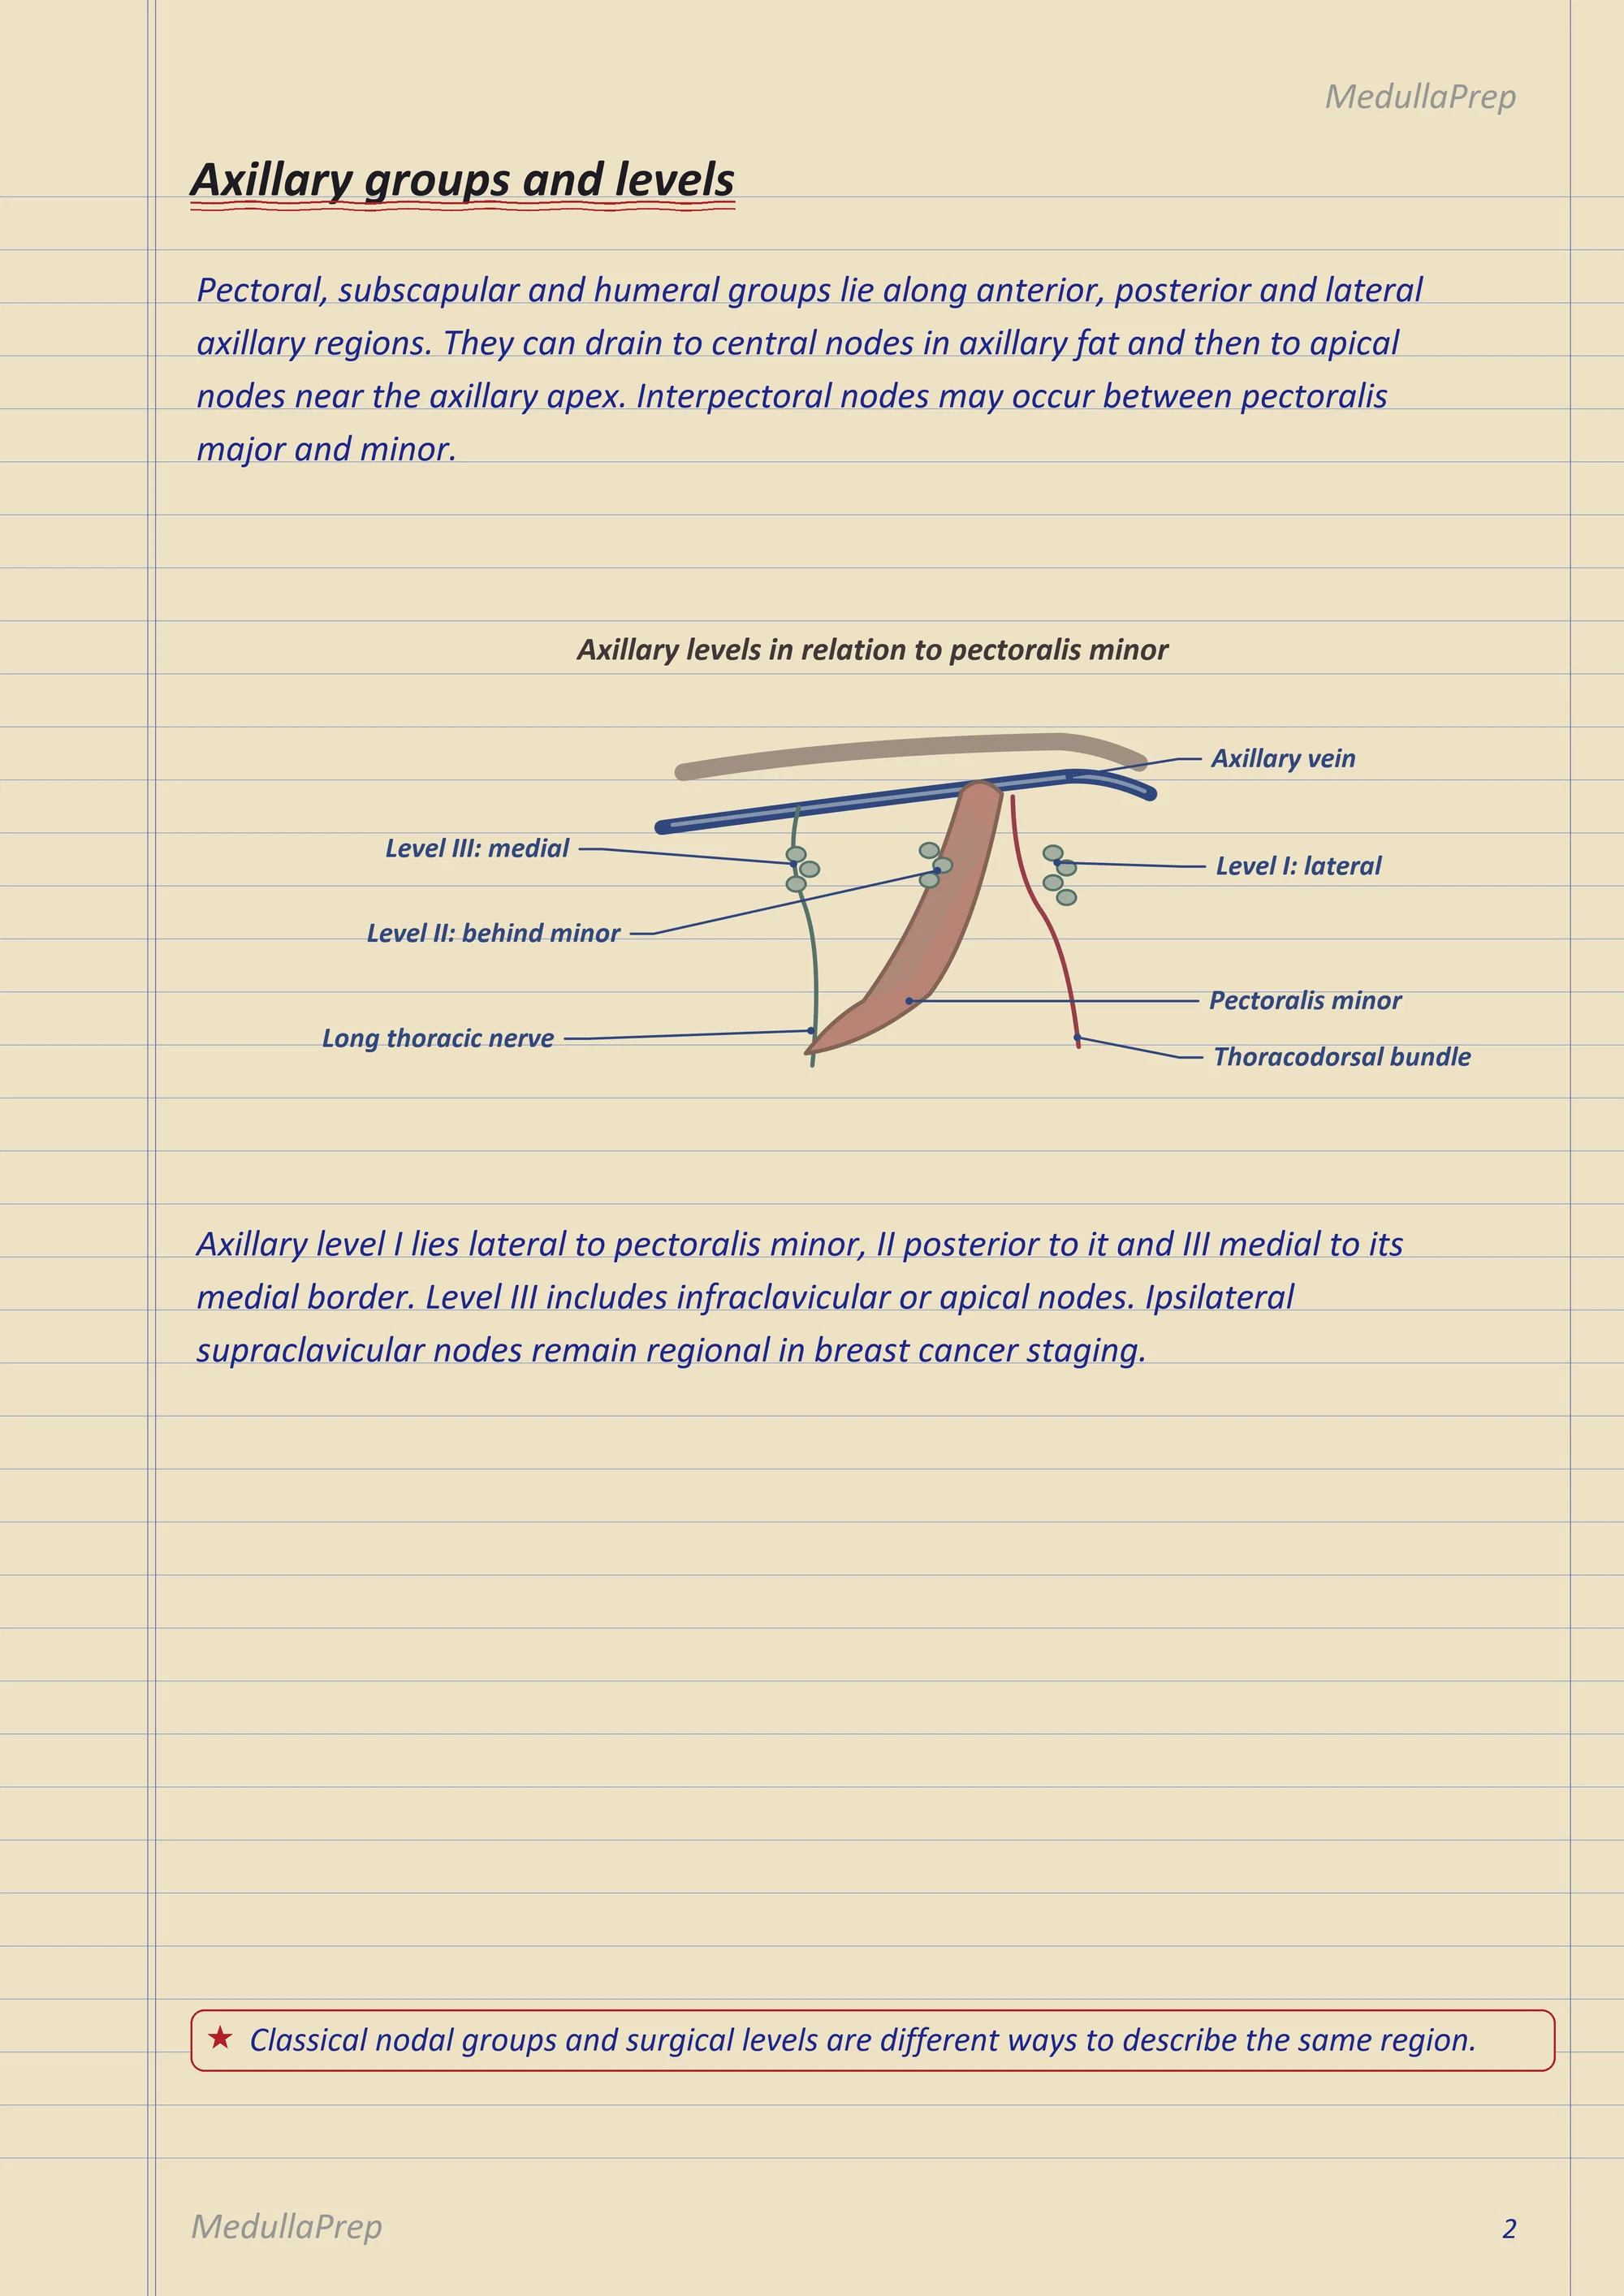 MedullaPrep
Axillary groups and levels
Pectoral, subscapular and humeral groups lie along anterior, posterior and lateral
axillary regions. They can drain to central nodes in axillary fat and then to apical
nodes near the axillary apex. Interpectoral nodes may occur between pectoralis
major and minor.
Axillary levels in relation to pectoralis minor
Axillary vein
Level III: medial
Level I: lateral
Level II: behind minor
Pectoralis minor
Long thoracic nerve
Thoracodorsal bundle
Axillary level I lies lateral to pectoralis minor, II posterior to it and III medial to its
medial border. Level III includes infraclavicular or apical nodes. Ipsilateral
supraclavicular nodes remain regional in breast cancer staging.
★ Classical nodal groups and surgical levels are different ways to describe the same region.
MedullaPrep
2